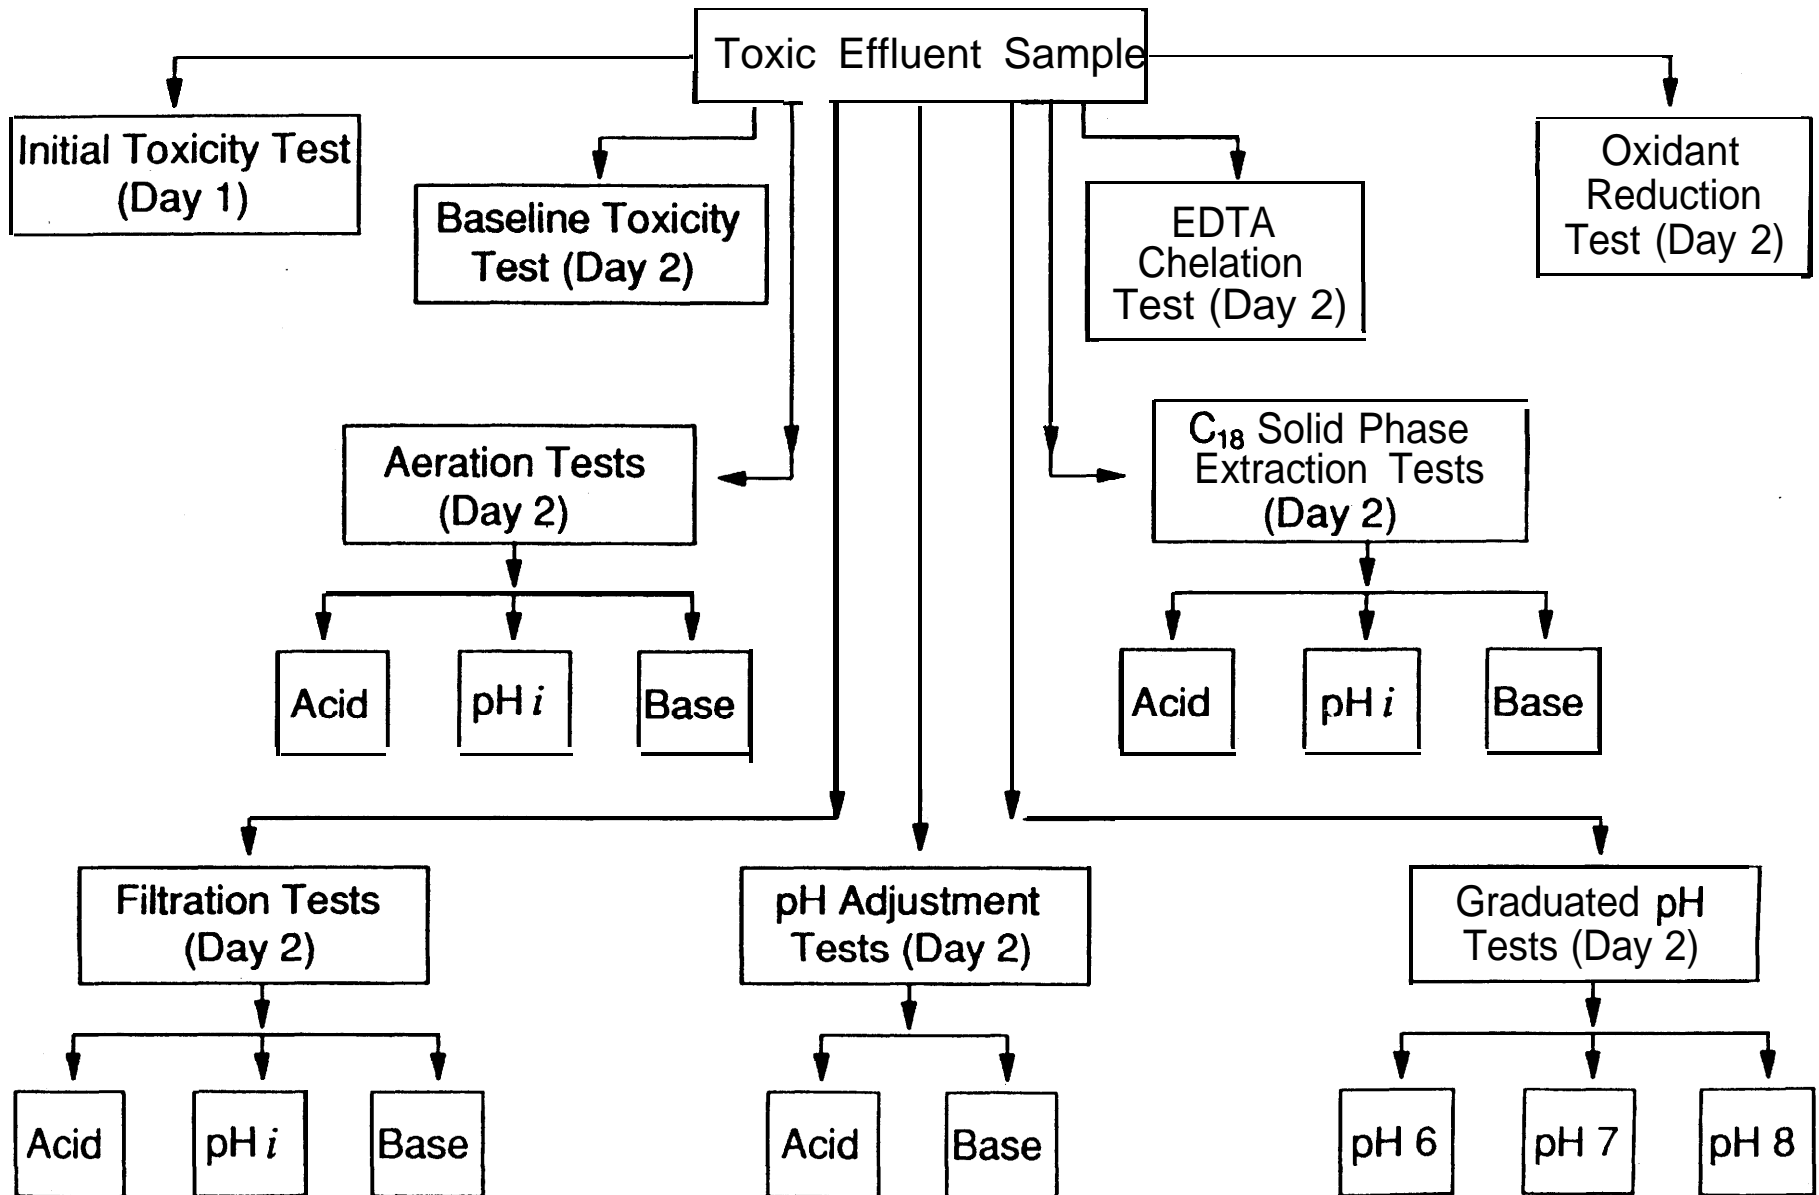 Toxic Effluent Sample
Initial Toxicity Test
(Day 1)
Baseline Toxicity
Test (Day 2)
EDTA
Chelation
Test (Day 2)
Oxidant
Reduction
Test (Day 2)
Aeration Tests
(Day 2)
C₁₈ Solid Phase
Extraction Tests
(Day 2)
Acid
pH i
Base
Acid
pH i
Base
Filtration Tests
(Day 2)
pH Adjustment
Tests (Day 2)
Graduated pH
Tests (Day 2)
Acid
pH i
Base
Acid
Base
pH 6
pH 7
pH 8